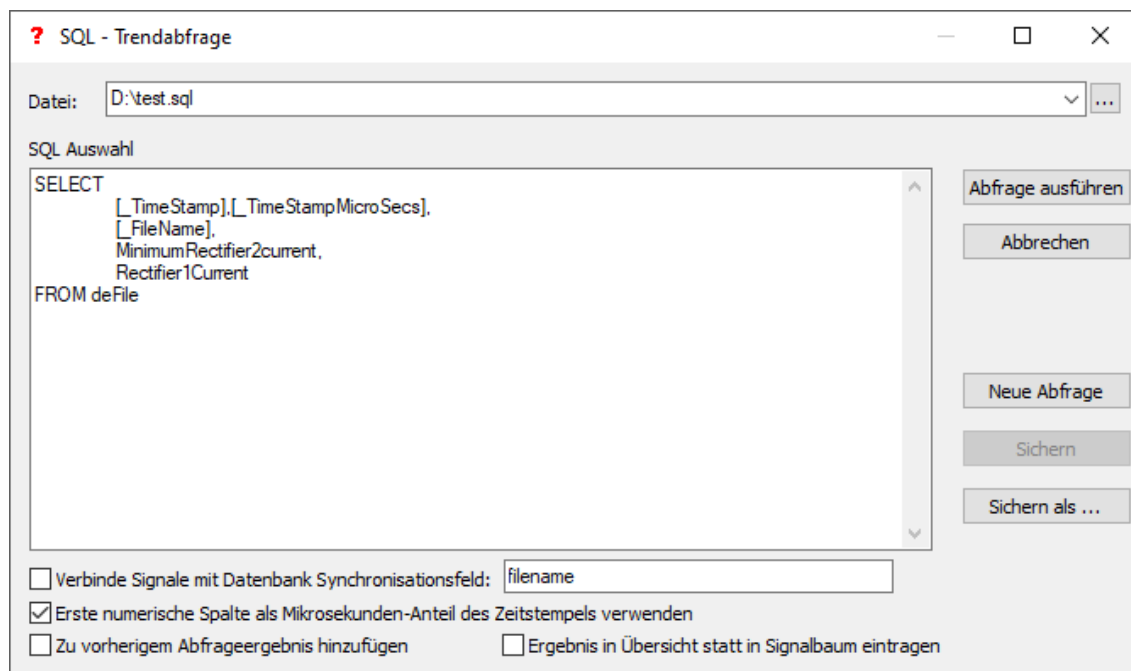 ? SQL - Trendabfrage
Datei: D:\test.sql ...
SQL Auswahl
SELECT
[_TimeStamp],[_TimeStampMicroSecs],
[_FileName],
MinimumRectifier2current,
Rectifier1Current
FROM deFile
Abfrage ausführen
Abbrechen
Neue Abfrage
Sichern
Sichern als ...
Verbinde Signale mit Datenbank Synchronisationsfeld: filename
Erste numerische Spalte als Mikrosekunden-Anteil des Zeitstempels verwenden
Zu vorherigem Abfrageergebnis hinzufügen Ergebnis in Übersicht statt in Signalbaum eintragen